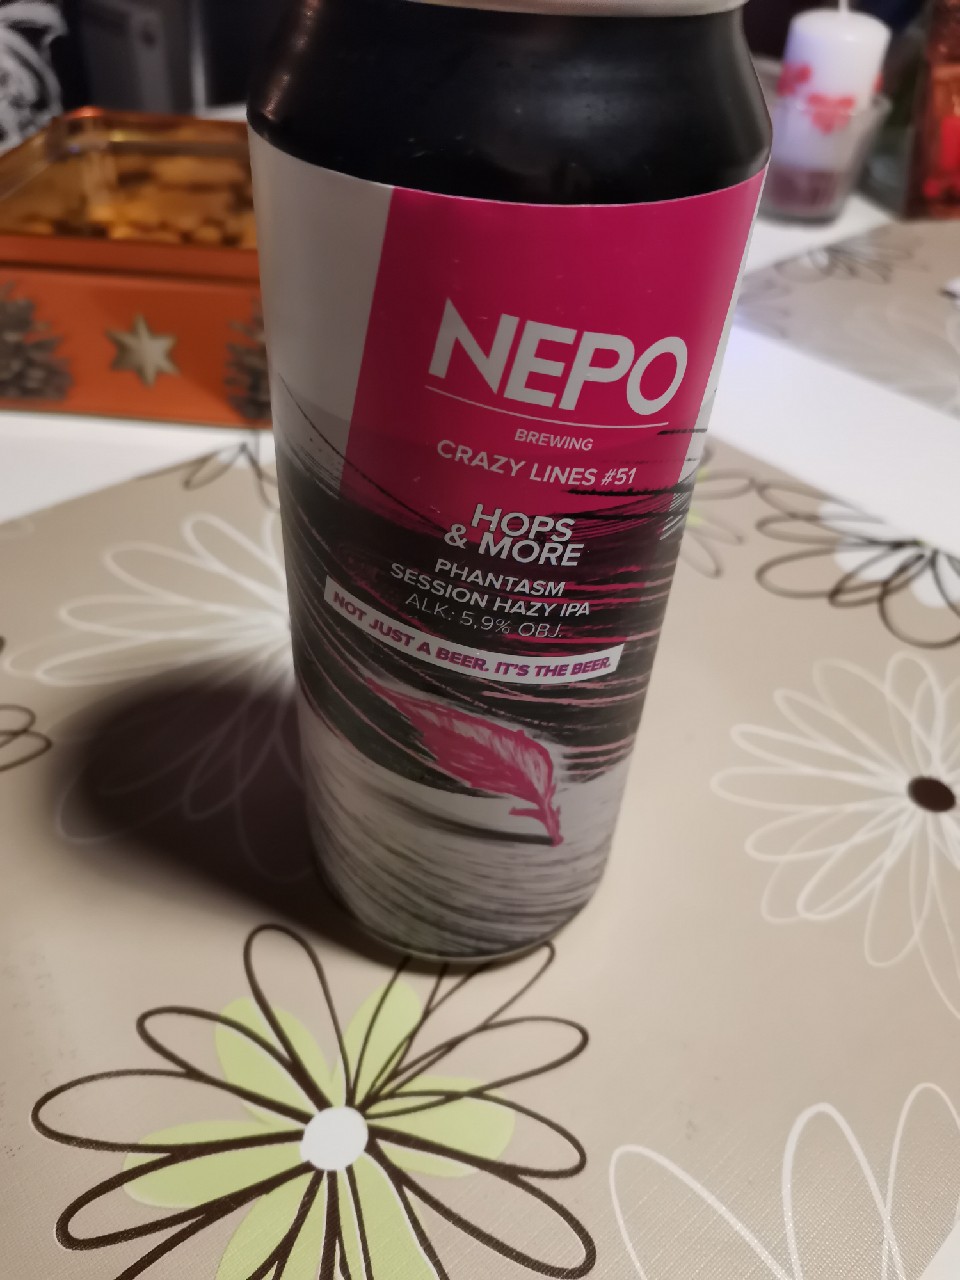 NEPO
BREWING
CRAZY LINES #51
HOPS
& MORE
PHANTASM
SESSION HAZY IPA
ALK: 5,9% OBJ.
NOT JUST A BEER. IT'S THE BEER.